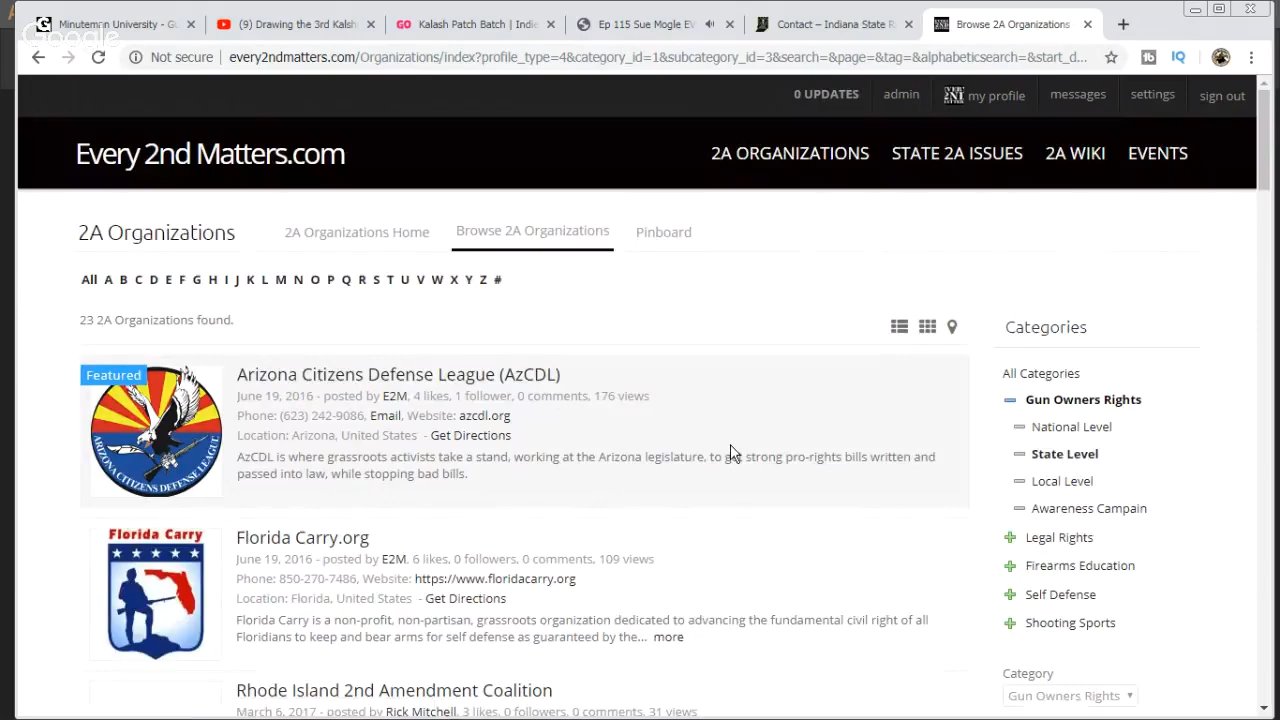 Minuteman University - Gu
(9) Drawing the 3rd Kalsh
GO Kalash Patch Batch | Indie
Ep 115 Sue Mogle Ev
Contact – Indiana State R
Browse 2A Organizations
Google
Not secure
every2ndmatters.com/Organizations/index?profile_type=4&category_id=1&subcategory_id=3&search=&page=&tag=&alphabeticsearch=&start_d...
0 UPDATES admin my profile messages settings sign out
Every 2nd Matters.com
2A ORGANIZATIONS STATE 2A ISSUES 2A WIKI EVENTS
2A Organizations 2A Organizations Home Browse 2A Organizations Pinboard
All A B C D E F G H I J K L M N O P Q R S T U V W X Y Z #
23 2A Organizations found.
Featured
ARIZONA CITIZENS DEFENSE LEAGUE
Arizona Citizens Defense League (AzCDL)
June 19, 2016 - posted by E2M, 4 likes, 1 follower, 0 comments, 176 views
Phone: (623) 242-9086, Email, Website: azcdl.org
Location: Arizona, United States - Get Directions
AzCDL is where grassroots activists take a stand, working at the Arizona legislature, to get strong pro-rights bills written and
passed into law, while stopping bad bills.
Florida Carry
Florida Carry.org
June 19, 2016 - posted by E2M, 6 likes, 0 followers, 0 comments, 109 views
Phone: 850-270-7486, Website: https://www.floridacarry.org
Location: Florida, United States - Get Directions
Florida Carry is a non-profit, non-partisan, grassroots organization dedicated to advancing the fundamental civil right of all
Floridians to keep and bear arms for self defense as guaranteed by the... more
Rhode Island 2nd Amendment Coalition
March 6, 2017 - posted by Rick Mitchell, 3 likes, 0 followers, 0 comments, 31 views
Categories
All Categories
Gun Owners Rights
National Level
State Level
Local Level
Awareness Campain
Legal Rights
Firearms Education
Self Defense
Shooting Sports
Category
Gun Owners Rights